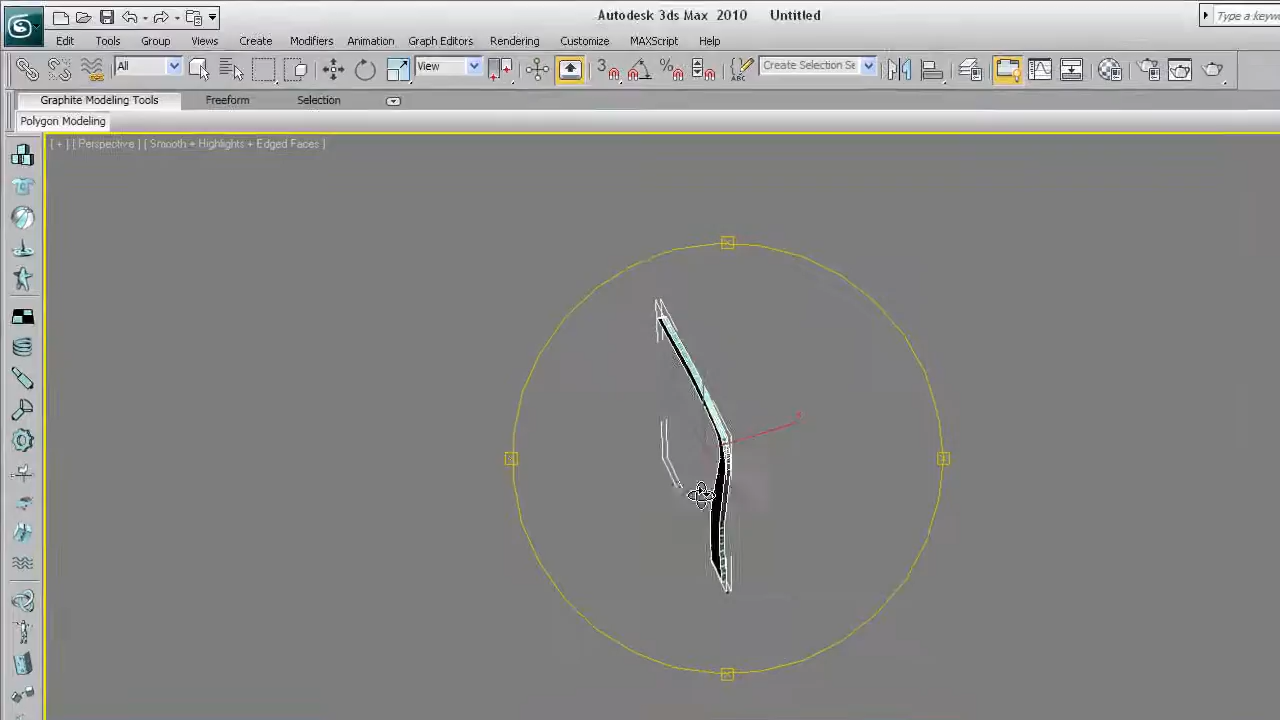 Autodesk 3ds Max 2010 Untitled
Type a keyw
Edit Tools Group Views Create Modifiers Animation Graph Editors Rendering Customize MAXScript Help
All View 3 Create Selection Se
Graphite Modeling Tools Freeform Selection
Polygon Modeling
[ + ] [ Perspective ] [ Smooth + Highlights + Edged Faces ]